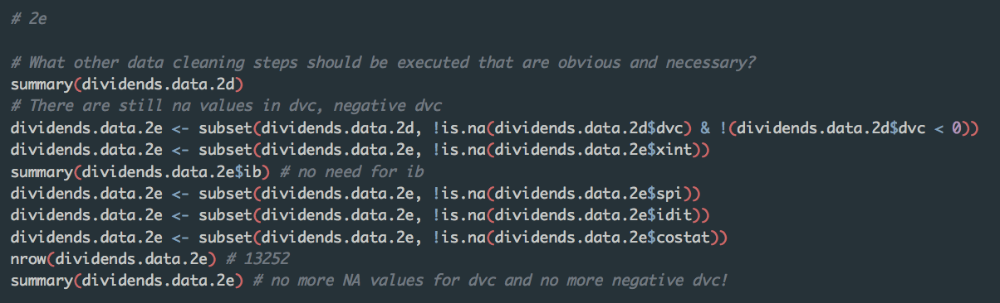 # 2e
# What other data cleaning steps should be executed that are obvious and necessary?
summary(dividends.data.2d)
# There are still na values in dvc, negative dvc
dividends.data.2e <- subset(dividends.data.2d, !is.na(dividends.data.2d$dvc) & !(dividends.data.2d$dvc < 0))
dividends.data.2e <- subset(dividends.data.2e, !is.na(dividends.data.2e$xint))
summary(dividends.data.2e$ib) # no need for ib
dividends.data.2e <- subset(dividends.data.2e, !is.na(dividends.data.2e$spi))
dividends.data.2e <- subset(dividends.data.2e, !is.na(dividends.data.2e$idit))
dividends.data.2e <- subset(dividends.data.2e, !is.na(dividends.data.2e$costat))
nrow(dividends.data.2e) # 13252
summary(dividends.data.2e) # no more NA values for dvc and no more negative dvc!